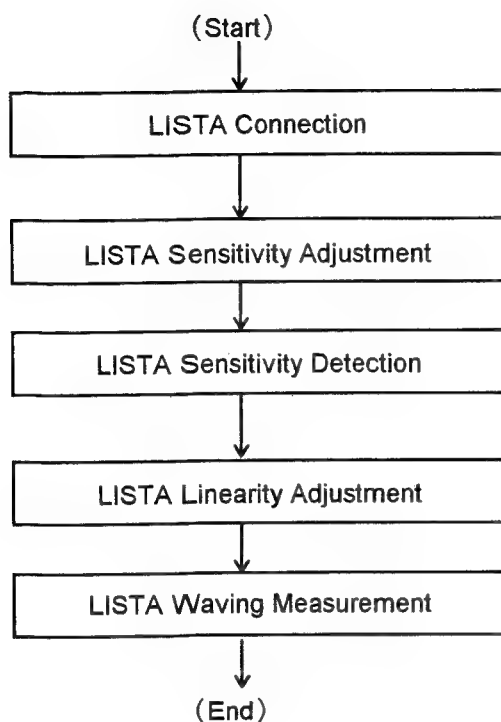 (Start)
LISTA Connection
LISTA Sensitivity Adjustment
LISTA Sensitivity Detection
LISTA Linearity Adjustment
LISTA Waving Measurement
(End)